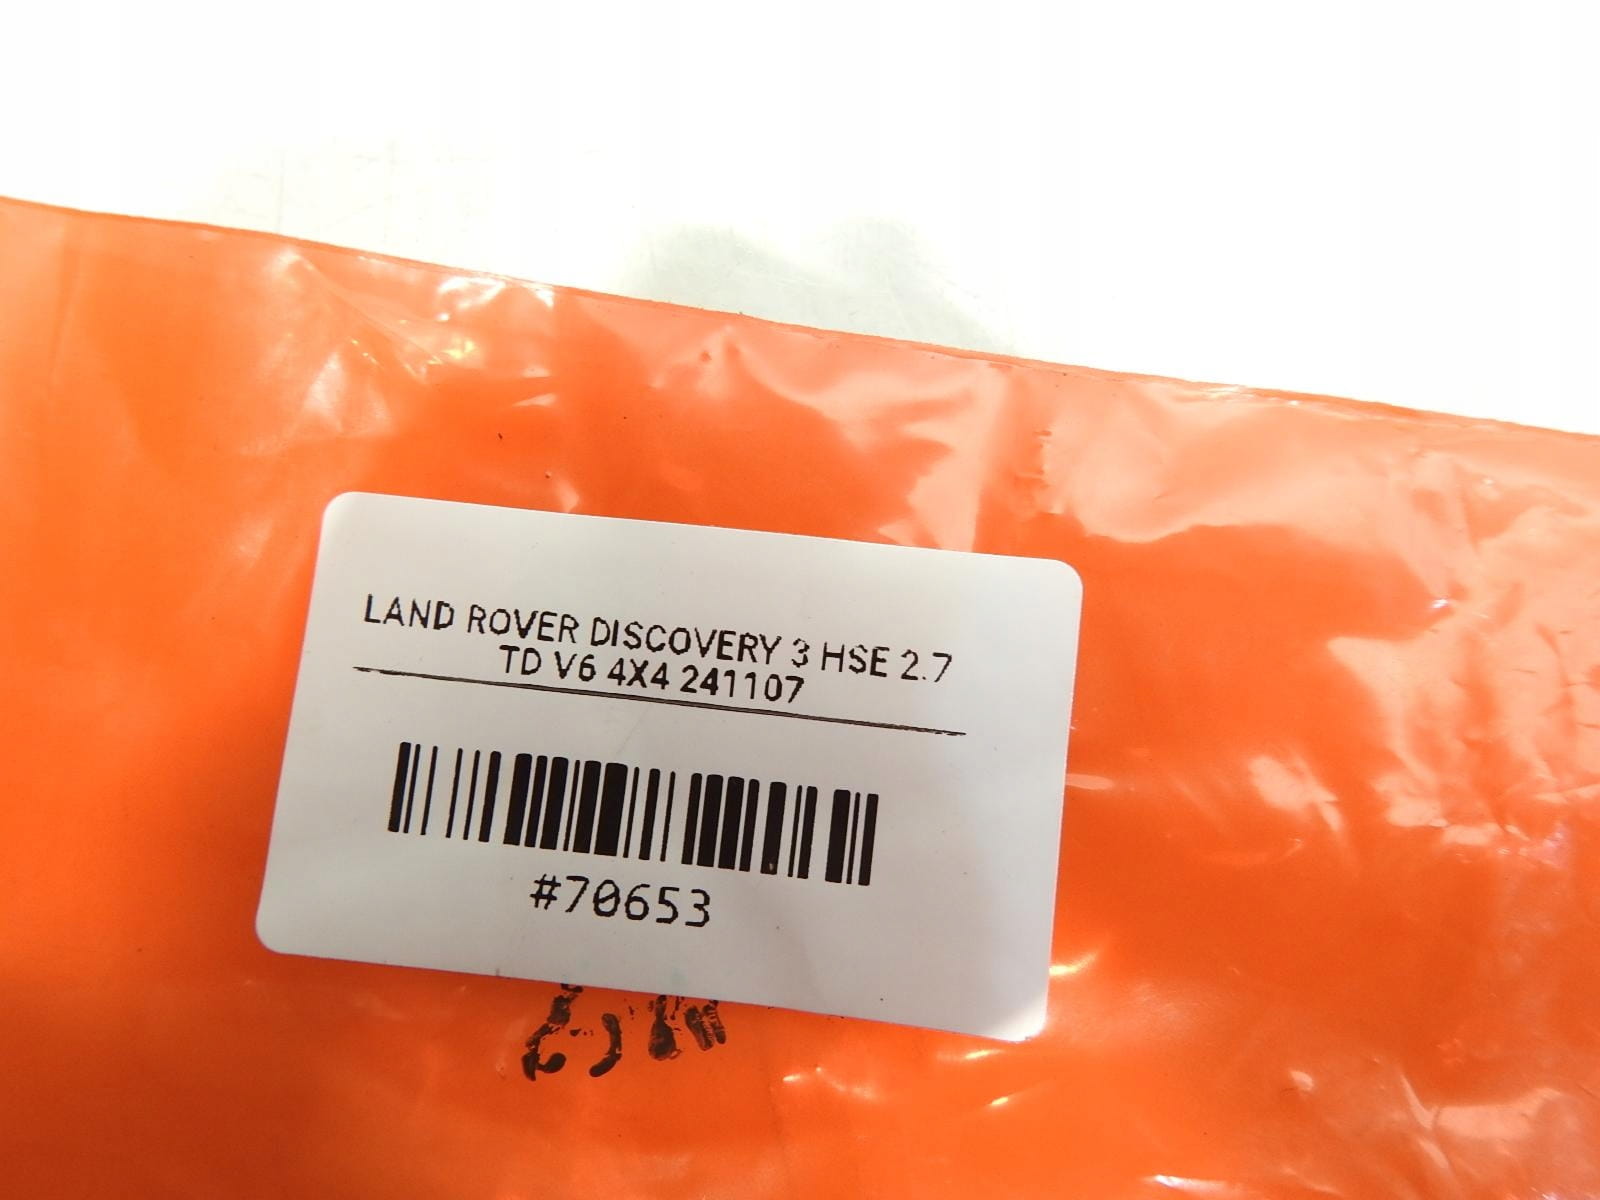 LAND ROVER DISCOVERY 3 HSE 2.7
TD V6 4X4 241107
#70653